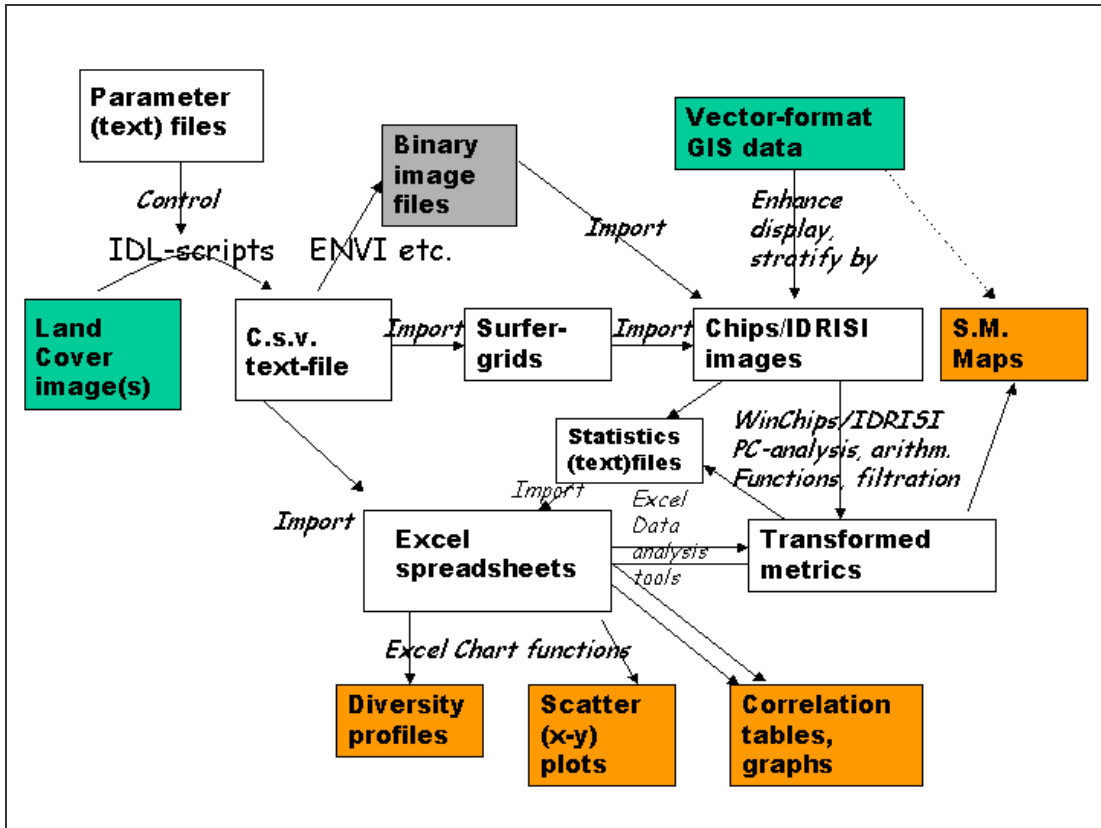 Parameter
(text) files
Vector-format
GIS data
Binary
image
files
Control
Enhance
display,
stratify by
Import
IDL-scripts
ENVI etc.
Land
Cover
image(s)
C.s.v.
text-file
Import
Surfer-
grids
Import
Chips/IDRISI
images
S.M.
Maps
Statistics
(text)files
WinChips/IDRISI
PC-analysis, arithm.
Functions, filtration
Import
Import
Excel
Data
analysis
tools
Excel
spreadsheets
Transformed
metrics
Excel Chart functions
Diversity
profiles
Scatter
(x-y)
plots
Correlation
tables,
graphs